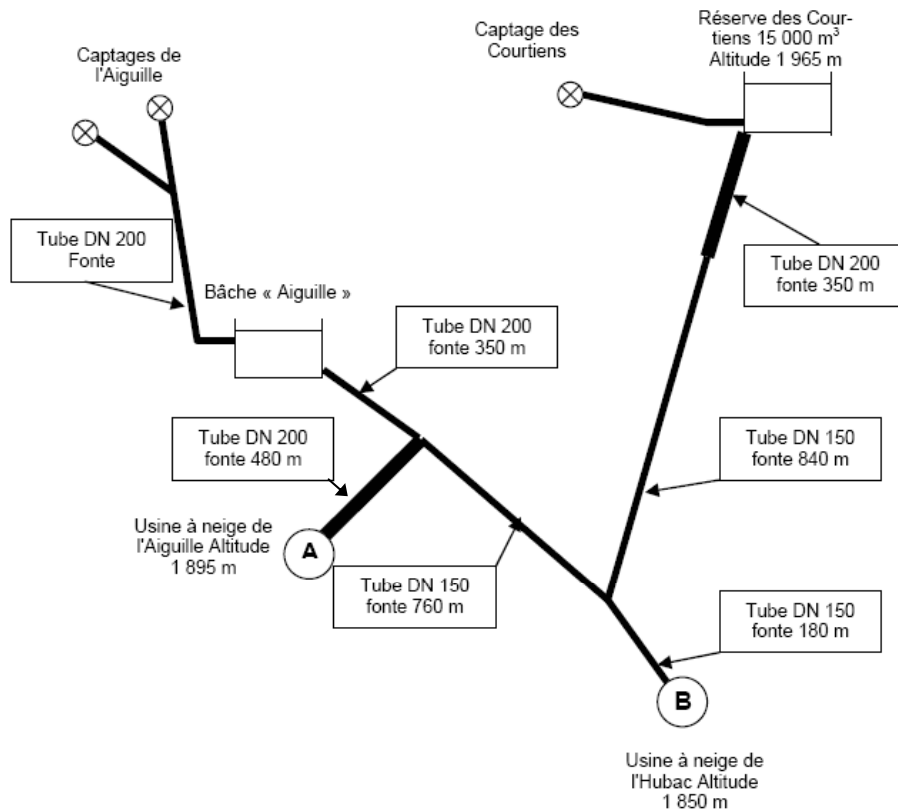 Captages de
l'Aiguille
Captage des
Courtiens
Réserve des Cour-
tiens 15 000 m³
Altitude 1 965 m
Tube DN 200
Fonte
Bâche « Aiguille »
Tube DN 200
fonte 350 m
Tube DN 200
fonte 350 m
Tube DN 200
fonte 480 m
Tube DN 150
fonte 840 m
Usine à neige de
l'Aiguille Altitude
1 895 m
A
Tube DN 150
fonte 760 m
Tube DN 150
fonte 180 m
B
Usine à neige de
l'Hubac Altitude
1 850 m